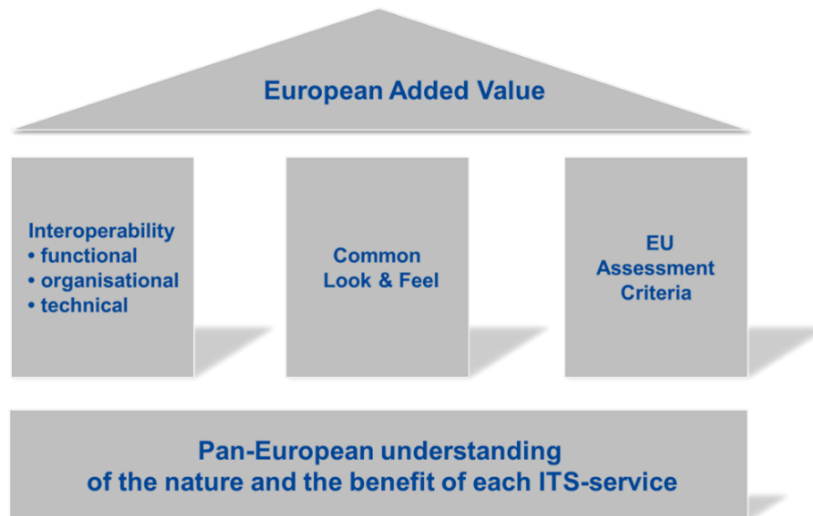 European Added Value
Interoperability
• functional
• organisational
• technical
Common
Look & Feel
EU
Assessment
Criteria
Pan-European understanding
of the nature and the benefit of each ITS-service